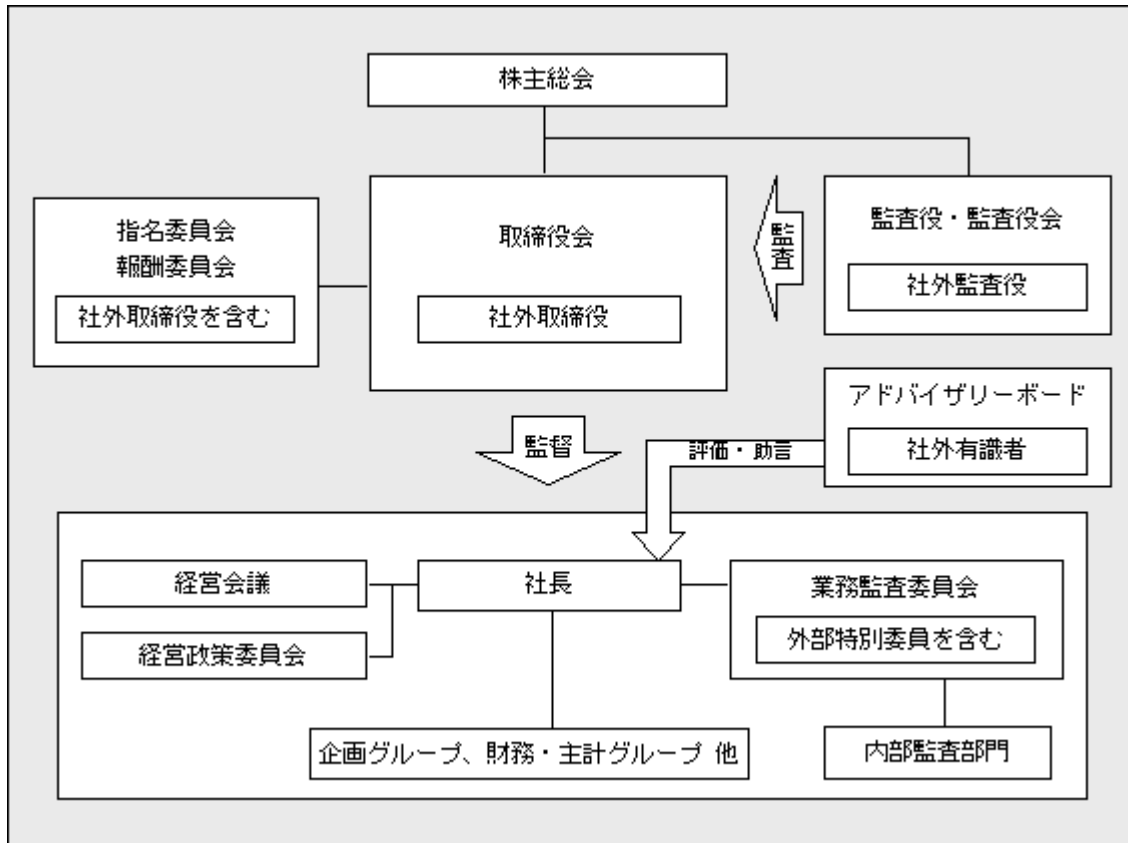 株主総会
指名委員会
報酬委員会
社外取締役を含む
取締役会
社外取締役
監査
監査役・監査役会
社外監査役
アドバイザリーボード
社外有識者
監督
評価・助言
経営会議
経営政策委員会
社長
業務監査委員会
外部特別委員を含む
企画グループ、財務・主計グループ 他
内部監査部門